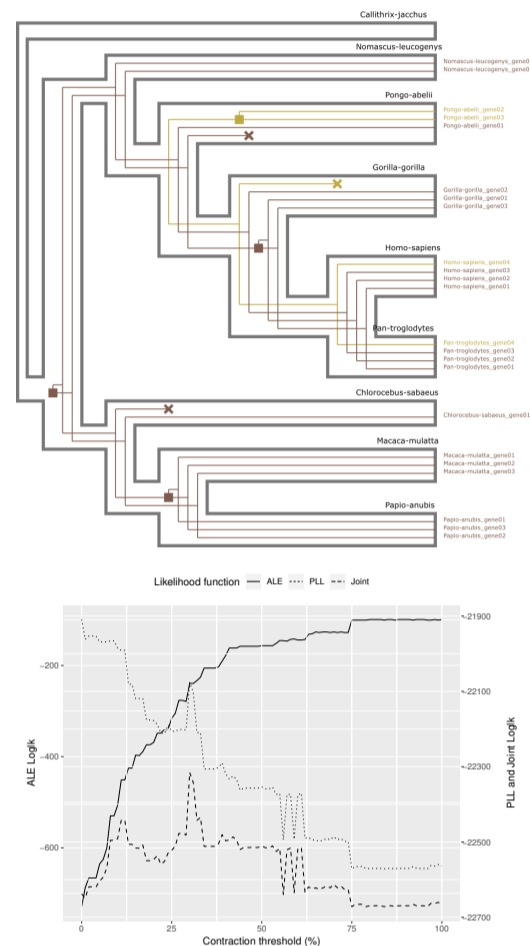 Callithrix-jacchus
Nomascus-leucogenys
Nomascus-leucogenys_gene0
Nomascus-leucogenys_gene0
Pongo-abelii
Pongo-abelii_gene02
Pongo-abelii_gene03
Pongo-abelii_gene01
Gorilla-gorilla
Gorilla-gorilla_gene02
Gorilla-gorilla_gene01
Gorilla-gorilla_gene03
Homo-sapiens
Homo-sapiens_gene04
Homo-sapiens_gene03
Homo-sapiens_gene02
Homo-sapiens_gene01
Pan-troglodytes
Pan-troglodytes_gene04
Pan-troglodytes_gene03
Pan-troglodytes_gene02
Pan-troglodytes_gene01
Chlorocebus-sabaeus
Chlorocebus-sabaeus_gene01
Macaca-mulatta
Macaca-mulatta_gene01
Macaca-mulatta_gene02
Macaca-mulatta_gene03
Papio-anubis
Papio-anubis_gene01
Papio-anubis_gene03
Papio-anubis_gene02
Likelihood function ALE PLL Joint
-21900
-200
-22100
-400
-22300
-22500
-600
-22700
ALE Logik
PLL and Joint Logik
0 25 50 75 100
Contraction threshold (%)